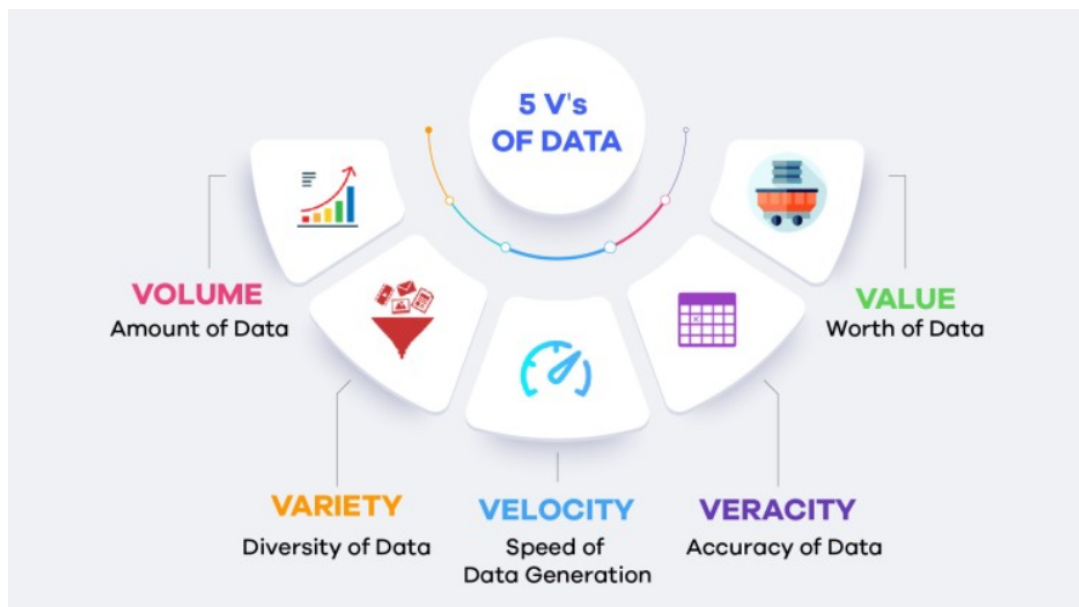 5 V's
OF DATA
VOLUME
Amount of Data
VARIETY
Diversity of Data
VELOCITY
Speed of
Data Generation
VERACITY
Accuracy of Data
VALUE
Worth of Data